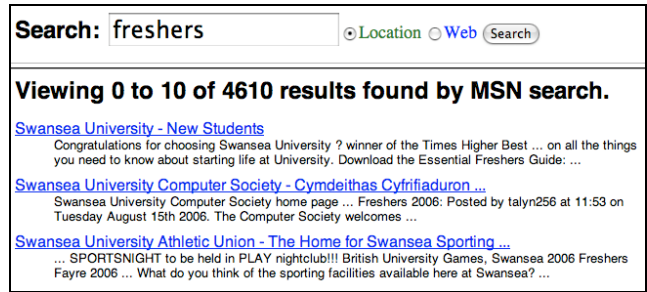 Search: freshers Location Web Search
Viewing 0 to 10 of 4610 results found by MSN search.
Swansea University - New Students
Congratulations for choosing Swansea University ? winner of the Times Higher Best ... on all the things
you need to know about starting life at University. Download the Essential Freshers Guide: ...
Swansea University Computer Society - Cymdeithas Cyfrifiaduron ...
Swansea University Computer Society home page ... Freshers 2006: Posted by talyn256 at 11:53 on
Tuesday August 15th 2006. The Computer Society welcomes ...
Swansea University Athletic Union - The Home for Swansea Sporting ...
... SPORTSNIGHT to be held in PLAY nightclub!!! British University Games, Swansea 2006 Freshers
Fayre 2006 ... What do you think of the sporting facilities available here at Swansea? ...